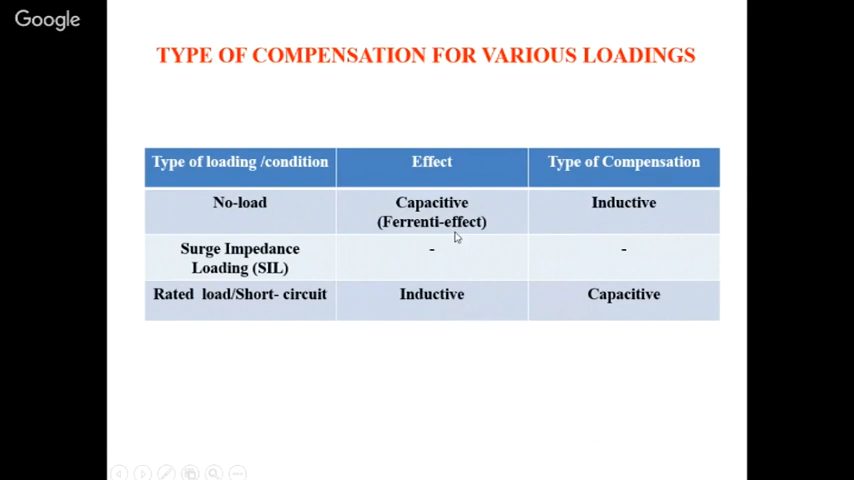 Google
TYPE OF COMPENSATION FOR VARIOUS LOADINGS
Type of loading /condition
Effect
Type of Compensation
No-load
Capacitive
(Ferrenti-effect)
Inductive
Surge Impedance
Loading (SIL)
-
-
Rated load/Short- circuit
Inductive
Capacitive